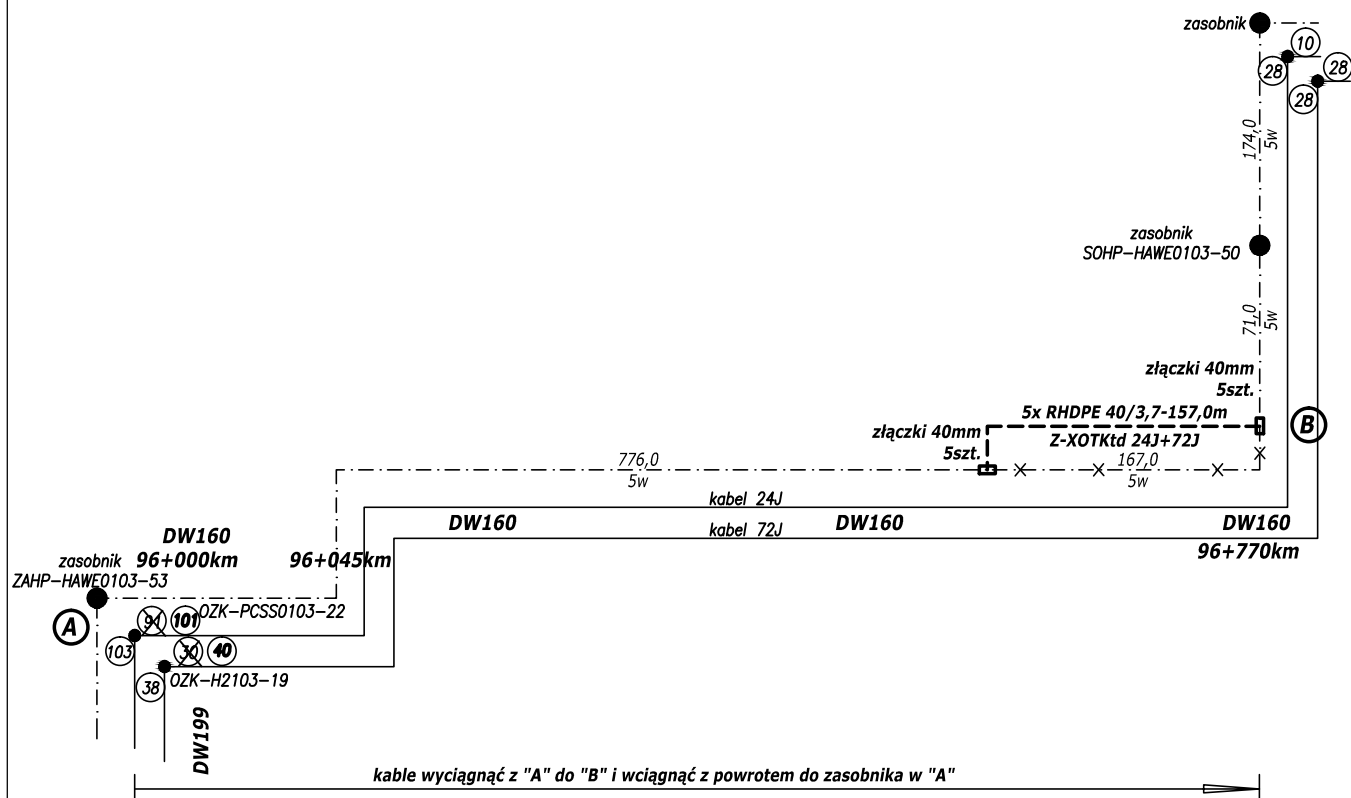 zasobnik
10
28
28
28
174,0
5w
zasobnik
SOHP-HAWE0103-50
71,0
5w
złączki 40mm
5szt.
5x RHDPE 40/3,7-157,0m
B
złączki 40mm
5szt.
Z-XOTKtd 24J+72J
776,0
5w
167,0
5w
kabel 24J
DW160
DW160
DW160
kabel 72J
96+770km
DW160
96+000km
96+045km
zasobnik
ZAHP-HAWE0103-53
A
91
101
OZK-PCSS0103-22
103
30
40
38
OZK-H2103-19
DW199
kable wyciągnąć z "A" do "B" i wciągnąć z powrotem do zasobnika w "A"